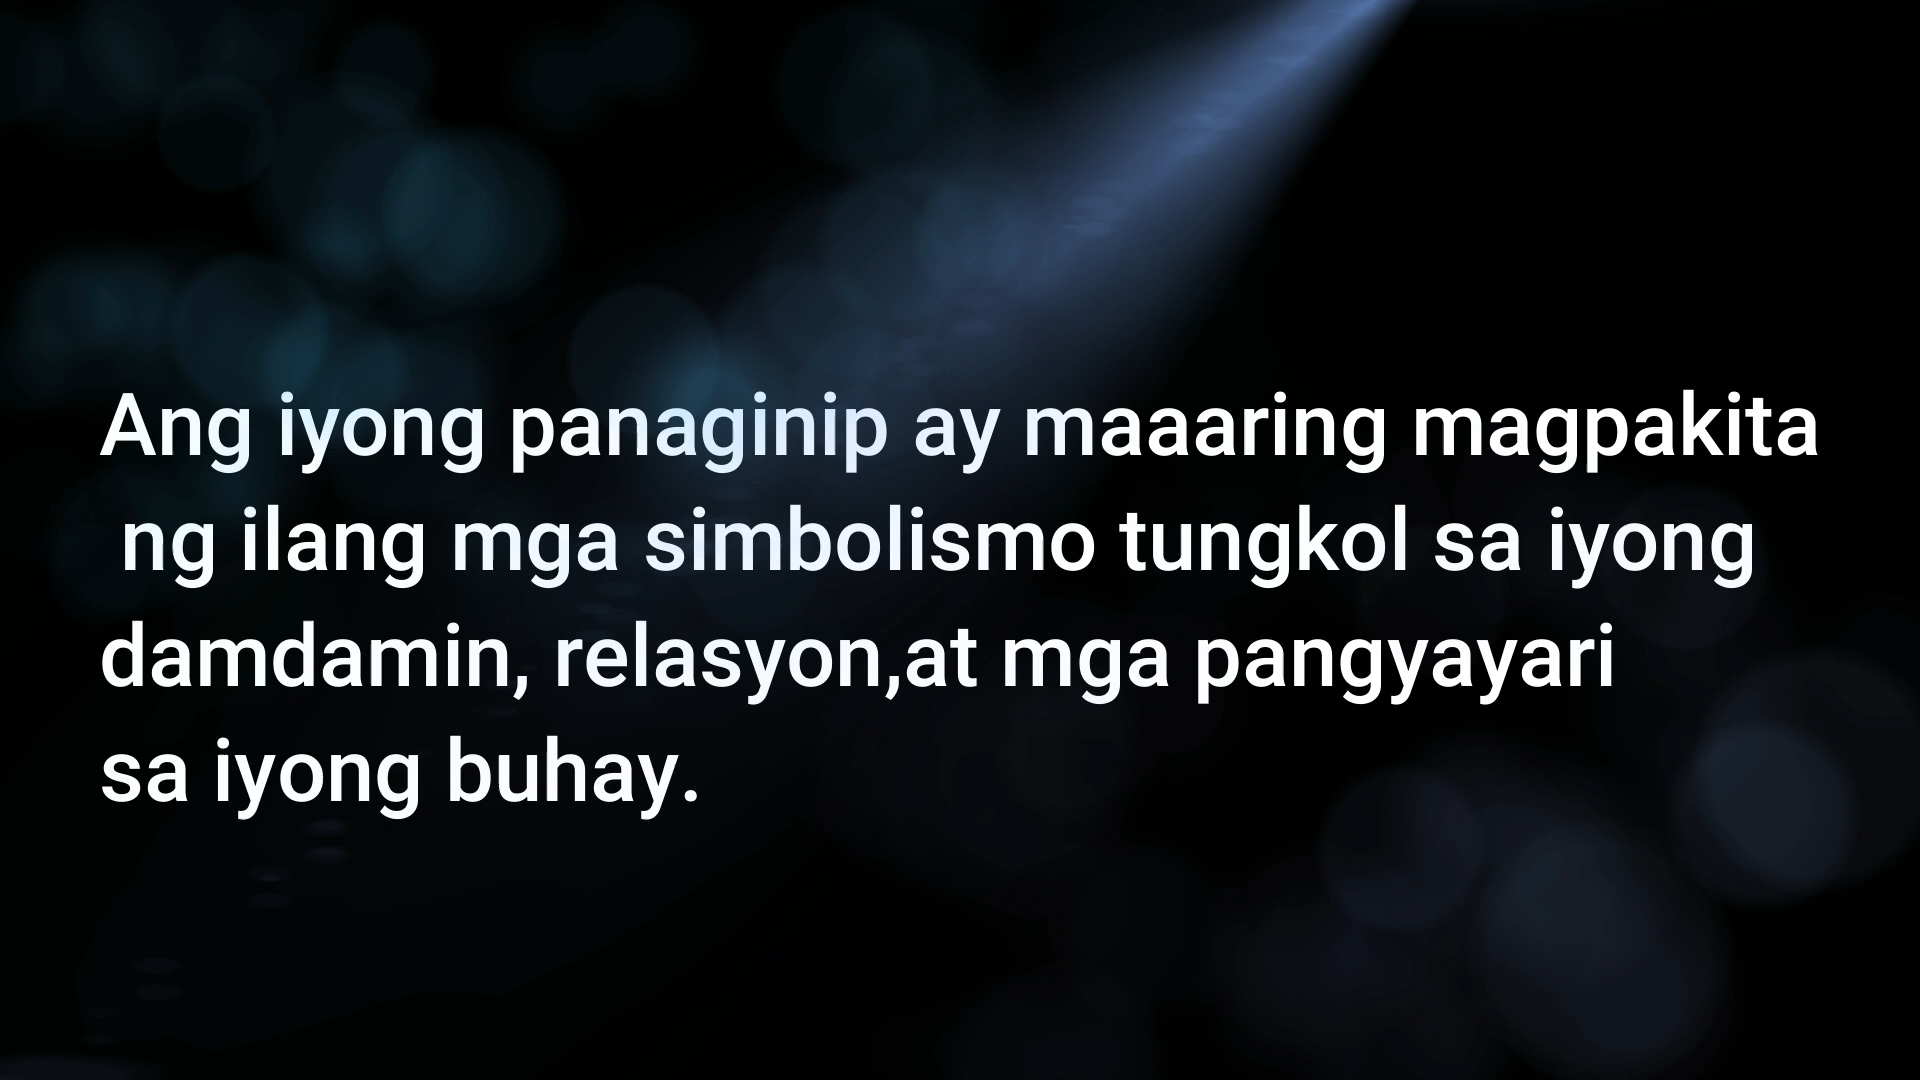 Ang iyong panaginip ay maaaring magpakita
ng ilang mga simbolismo tungkol sa iyong
damdamin, relasyon,at mga pangyayari
sa iyong buhay.